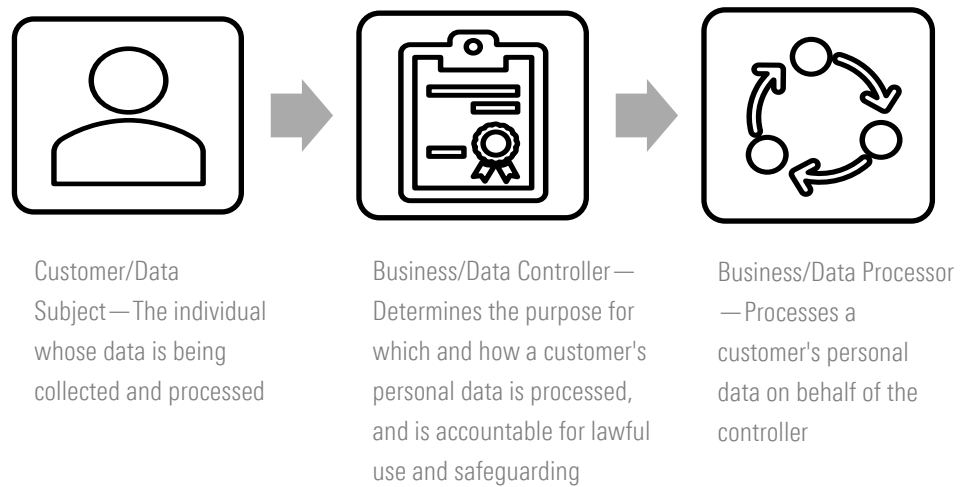 Customer/Data
Subject—The individual
whose data is being
collected and processed
Business/Data Controller—
Determines the purpose for
which and how a customer's
personal data is processed,
and is accountable for lawful
use and safeguarding
Business/Data Processor
—Processes a
customer's personal
data on behalf of the
controller